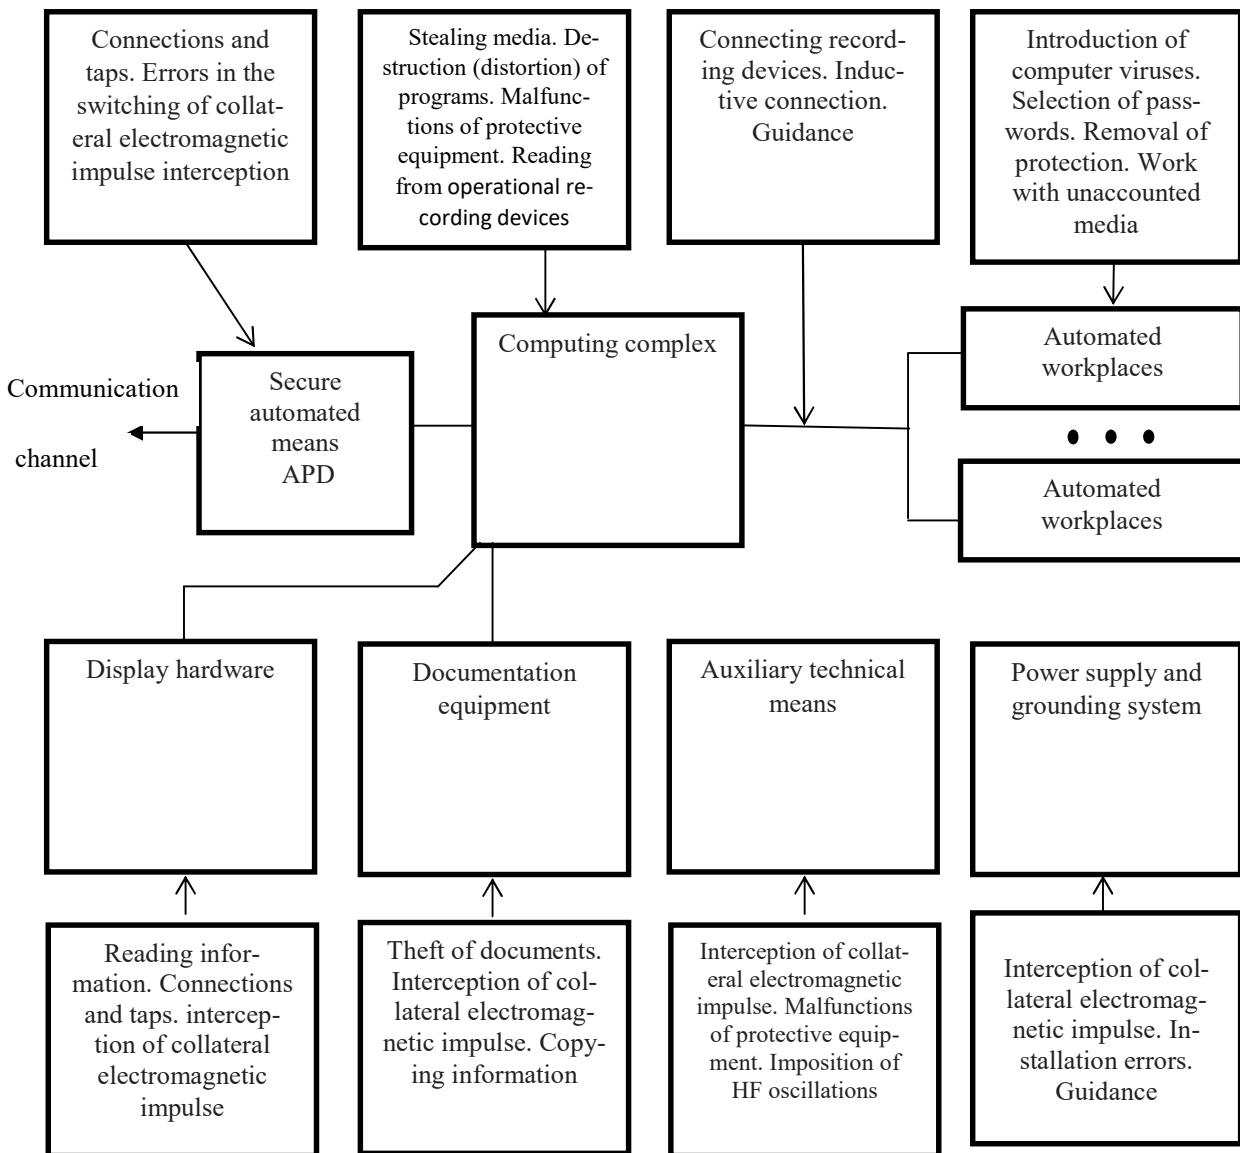 Connections and
taps. Errors in the
switching of collat-
eral electromagnetic
impulse interception
Stealing media. De-
struction (distortion) of
programs. Malfunc-
tions of protective
equipment. Reading
from operational re-
cording devices
Connecting record-
ing devices. Induc-
tive connection.
Guidance
Introduction of
computer viruses.
Selection of pass-
words. Removal of
protection. Work
with unaccounted
media
Communication
channel
Secure
automated
means
APD
Computing complex
Automated
workplaces
• • •
Automated
workplaces
Display hardware
Documentation
equipment
Auxiliary technical
means
Power supply and
grounding system
Reading infor-
mation. Connections
and taps. intercep-
tion of collateral
electromagnetic
impulse
Theft of documents.
Interception of col-
lateral electromag-
netic impulse. Copy-
ing information
Interception of collat-
eral electromagnetic
impulse. Malfunctions
of protective equip-
ment. Imposition of
HF oscillations
Interception of col-
lateral electromag-
netic impulse. In-
stallation errors.
Guidance